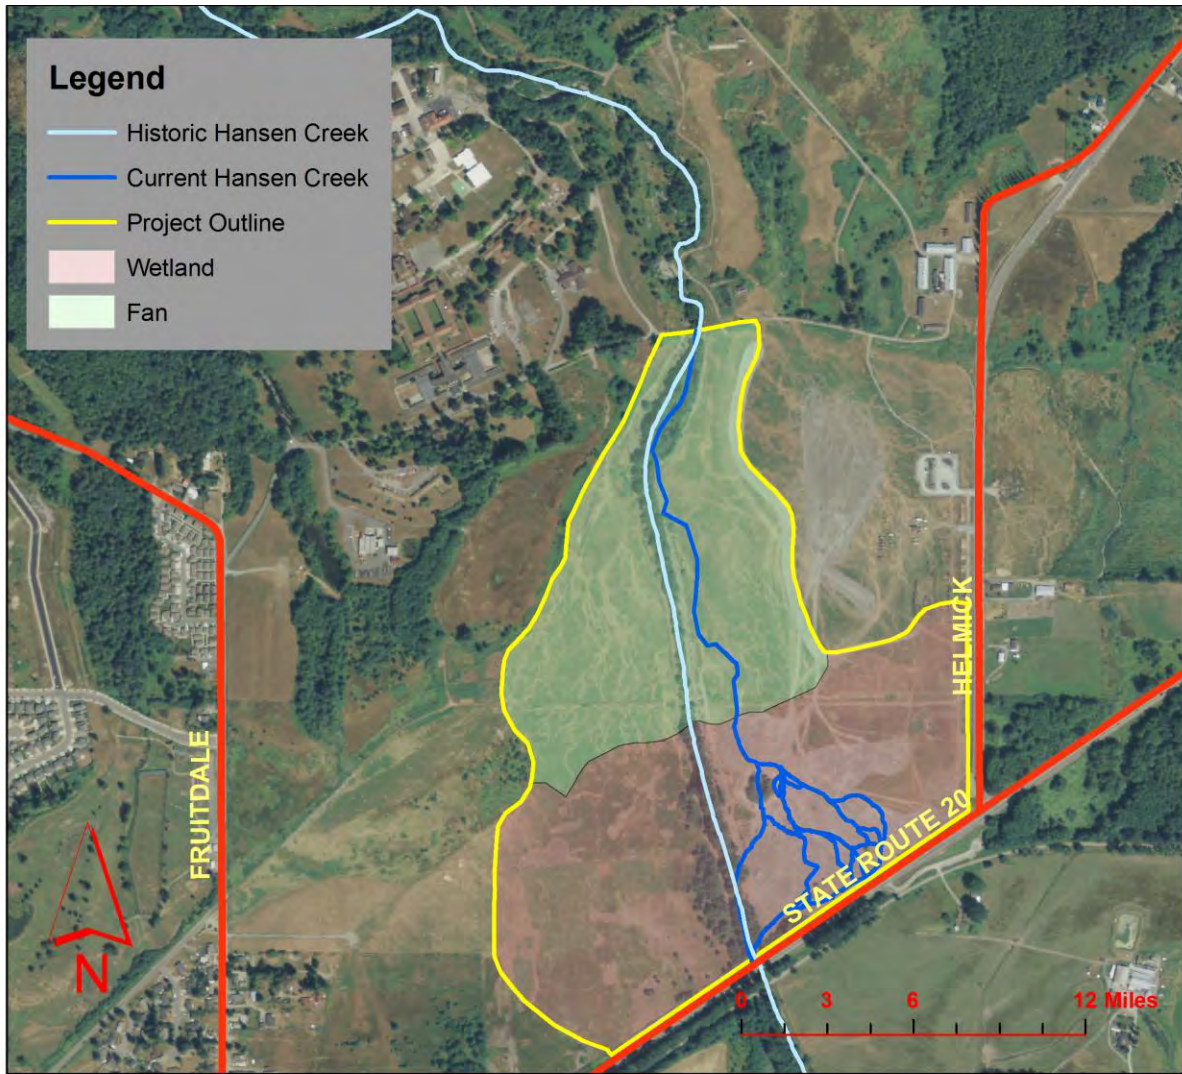 Legend
Historic Hansen Creek
Current Hansen Creek
Project Outline
Wetland
Fan
HELMICK
FRUITDALE
STATE ROUTE 20
N
0 3 6 12 Miles